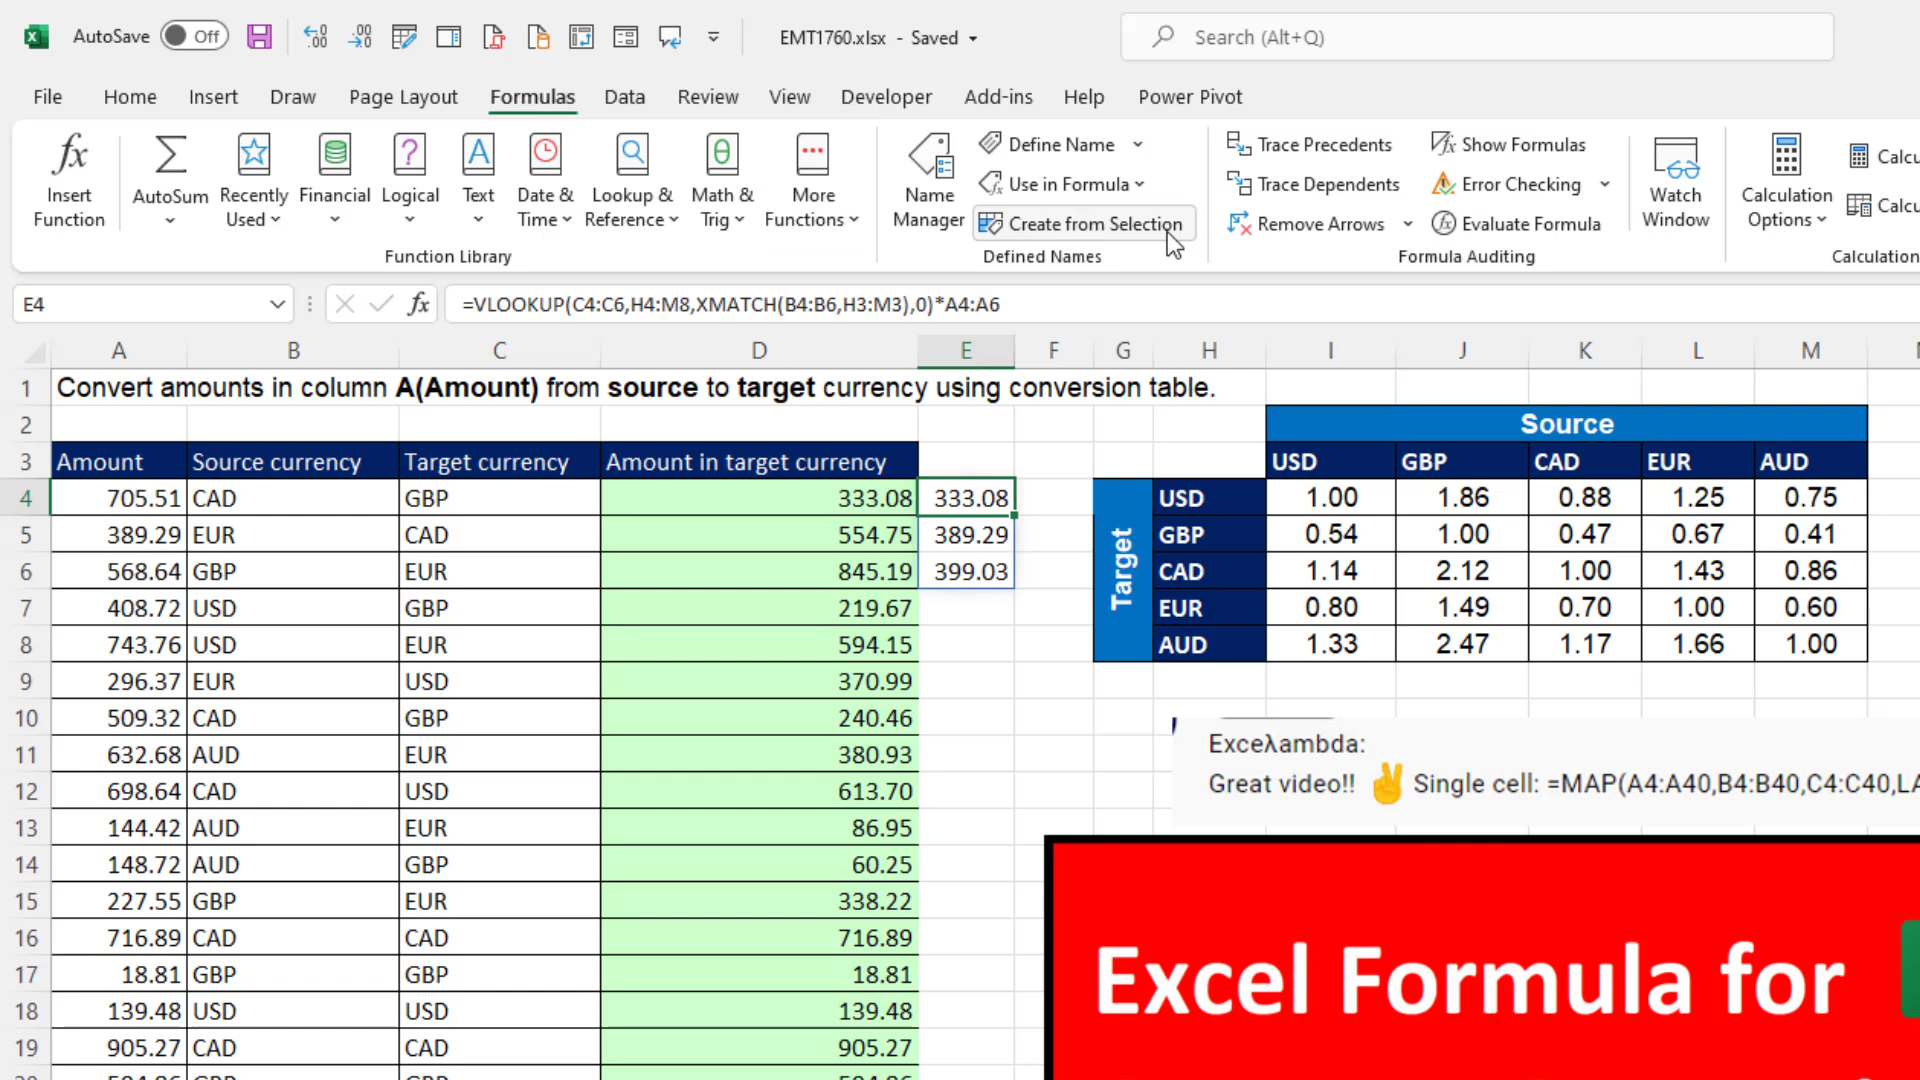 AutoSave Off EMT1760.xlsx - Saved Search (Alt+Q)
File Home Insert Draw Page Layout Formulas Data Review View Developer Add-ins Help Power Pivot
fx Insert Function
AutoSum
Recently Used
Financial
Logical
Text
Date & Time
Lookup & Reference
Math & Trig
More Functions
Function Library
Name Manager
Define Name
Use in Formula
Create from Selection
Defined Names
Trace Precedents
Trace Dependents
Remove Arrows
Show Formulas
Error Checking
Evaluate Formula
Formula Auditing
Watch Window
Calculation Options
Calcu
Calcu
Calculation
E4 fx =VLOOKUP(C4:C6,H4:M8,XMATCH(B4:B6,H3:M3),0)*A4:A6
A B C D E F G H I J K L M
1 Convert amounts in column A(Amount) from source to target currency using conversion table.
2 Source
3 Amount Source currency Target currency Amount in target currency USD GBP CAD EUR AUD
4 705.51 CAD GBP 333.08 333.08 USD 1.00 1.86 0.88 1.25 0.75
5 389.29 EUR CAD 554.75 389.29 GBP 0.54 1.00 0.47 0.67 0.41
Target
6 568.64 GBP EUR 845.19 399.03 CAD 1.14 2.12 1.00 1.43 0.86
7 408.72 USD GBP 219.67 EUR 0.80 1.49 0.70 1.00 0.60
8 743.76 USD EUR 594.15 AUD 1.33 2.47 1.17 1.66 1.00
9 296.37 EUR USD 370.99
10 509.32 CAD GBP 240.46
11 632.68 AUD EUR 380.93
12 698.64 CAD USD 613.70
13 144.42 AUD EUR 86.95
14 148.72 AUD GBP 60.25
15 227.55 GBP EUR 338.22
16 716.89 CAD CAD 716.89
17 18.81 GBP GBP 18.81
18 139.48 USD USD 139.48
19 905.27 CAD CAD 905.27
Exceλambda:
Great video!! ✌ Single cell: =MAP(A4:A40,B4:B40,C4:C40,LA
Excel Formula for